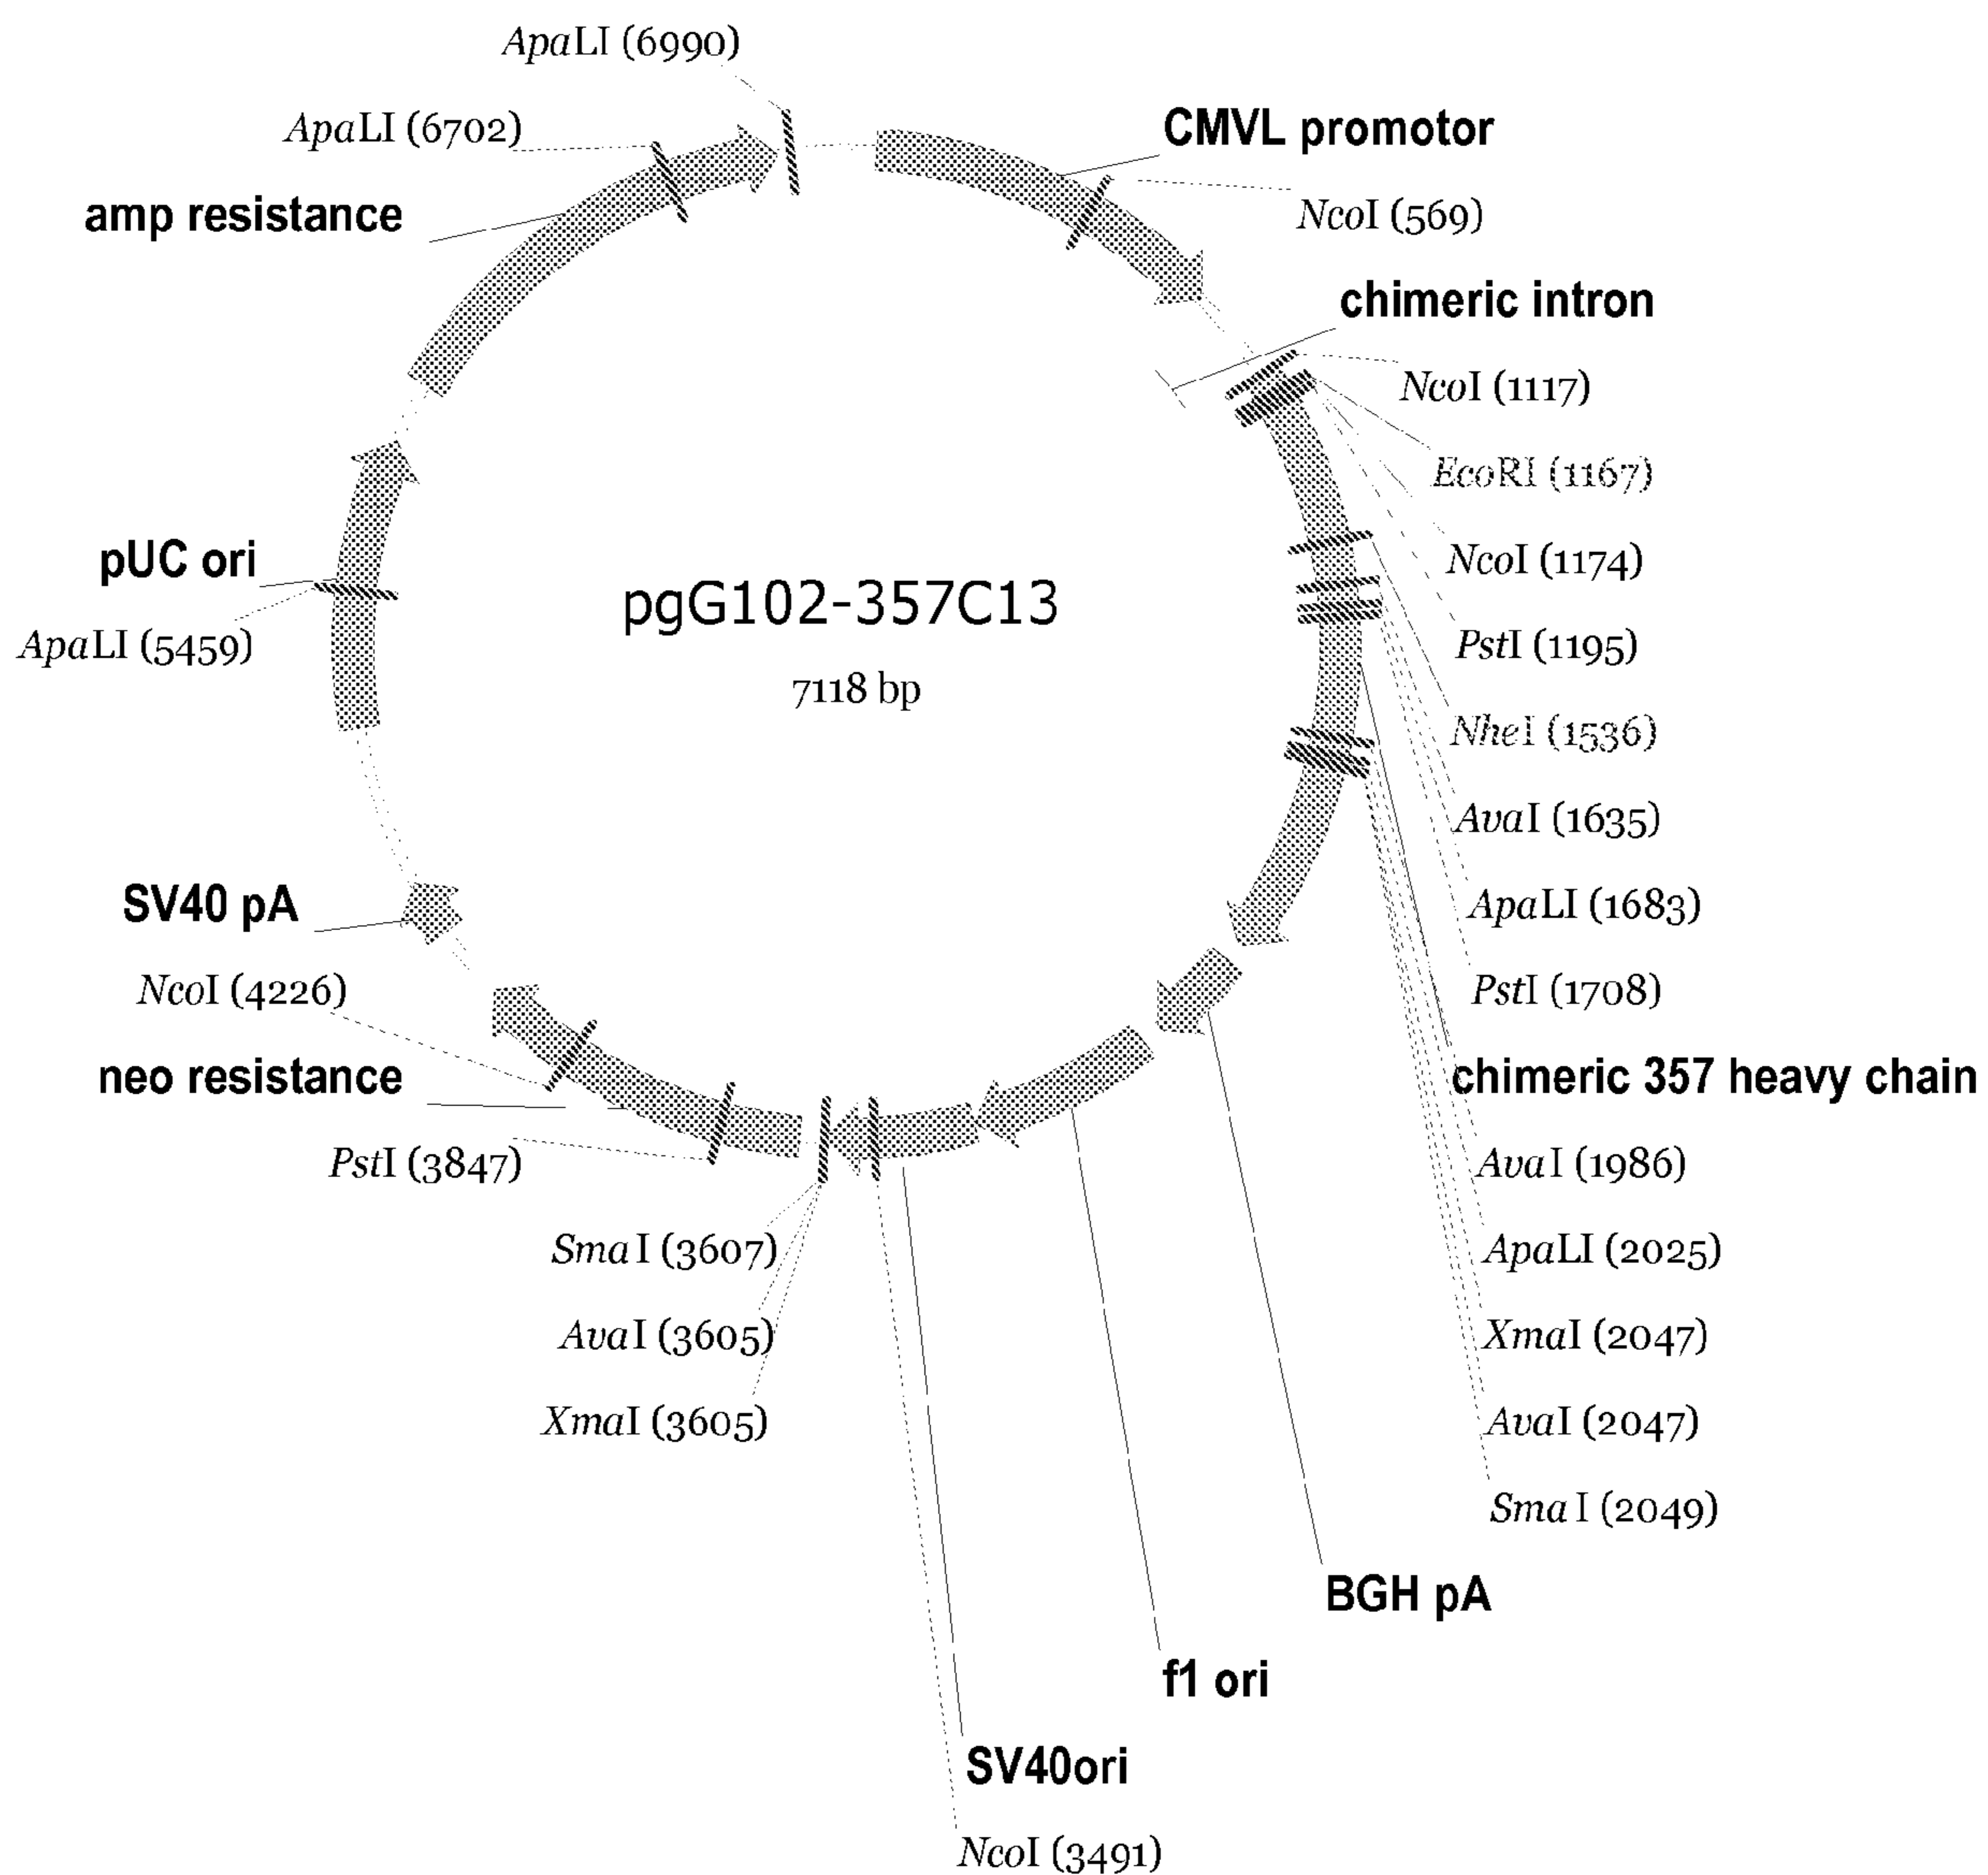 ApaLI (6990)
ApaLI (6702)
CMVL promotor
amp resistance
NcoI (569)
chimeric intron
NcoI (1117)
EcoRI (1167)
pUC ori
NcoI (1174)
pgG102-357C13
ApaLI (5459)
PstI (1195)
7118 bp
NheI (1536)
AvaI (1635)
SV40 pA
ApaLI (1683)
NcoI (4226)
PstI (1708)
neo resistance
chimeric 357 heavy chain
PstI (3847)
AvaI (1986)
SmaI (3607)
ApaLI (2025)
AvaI (3605)
XmaI (2047)
XmaI (3605)
AvaI (2047)
SmaI (2049)
BGH pA
f1 ori
SV40ori
NcoI (3491)